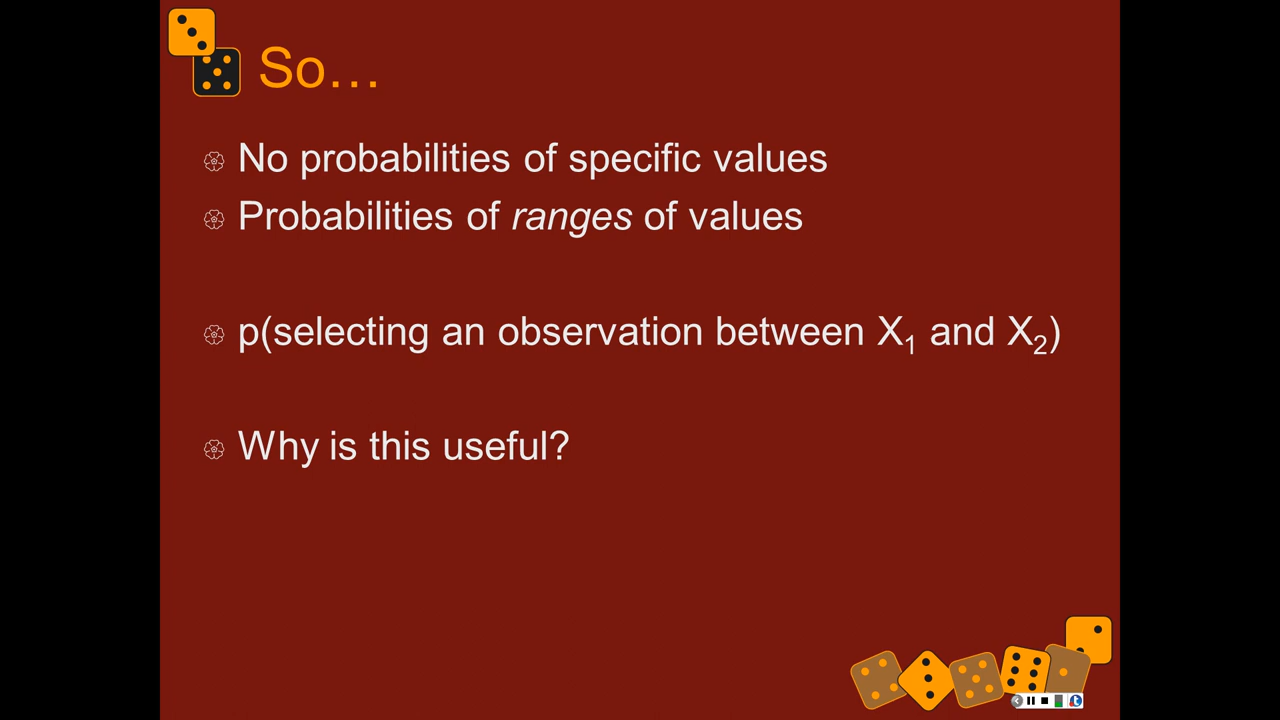 So…
No probabilities of specific values
Probabilities of ranges of values
p(selecting an observation between X₁ and X₂)
Why is this useful?